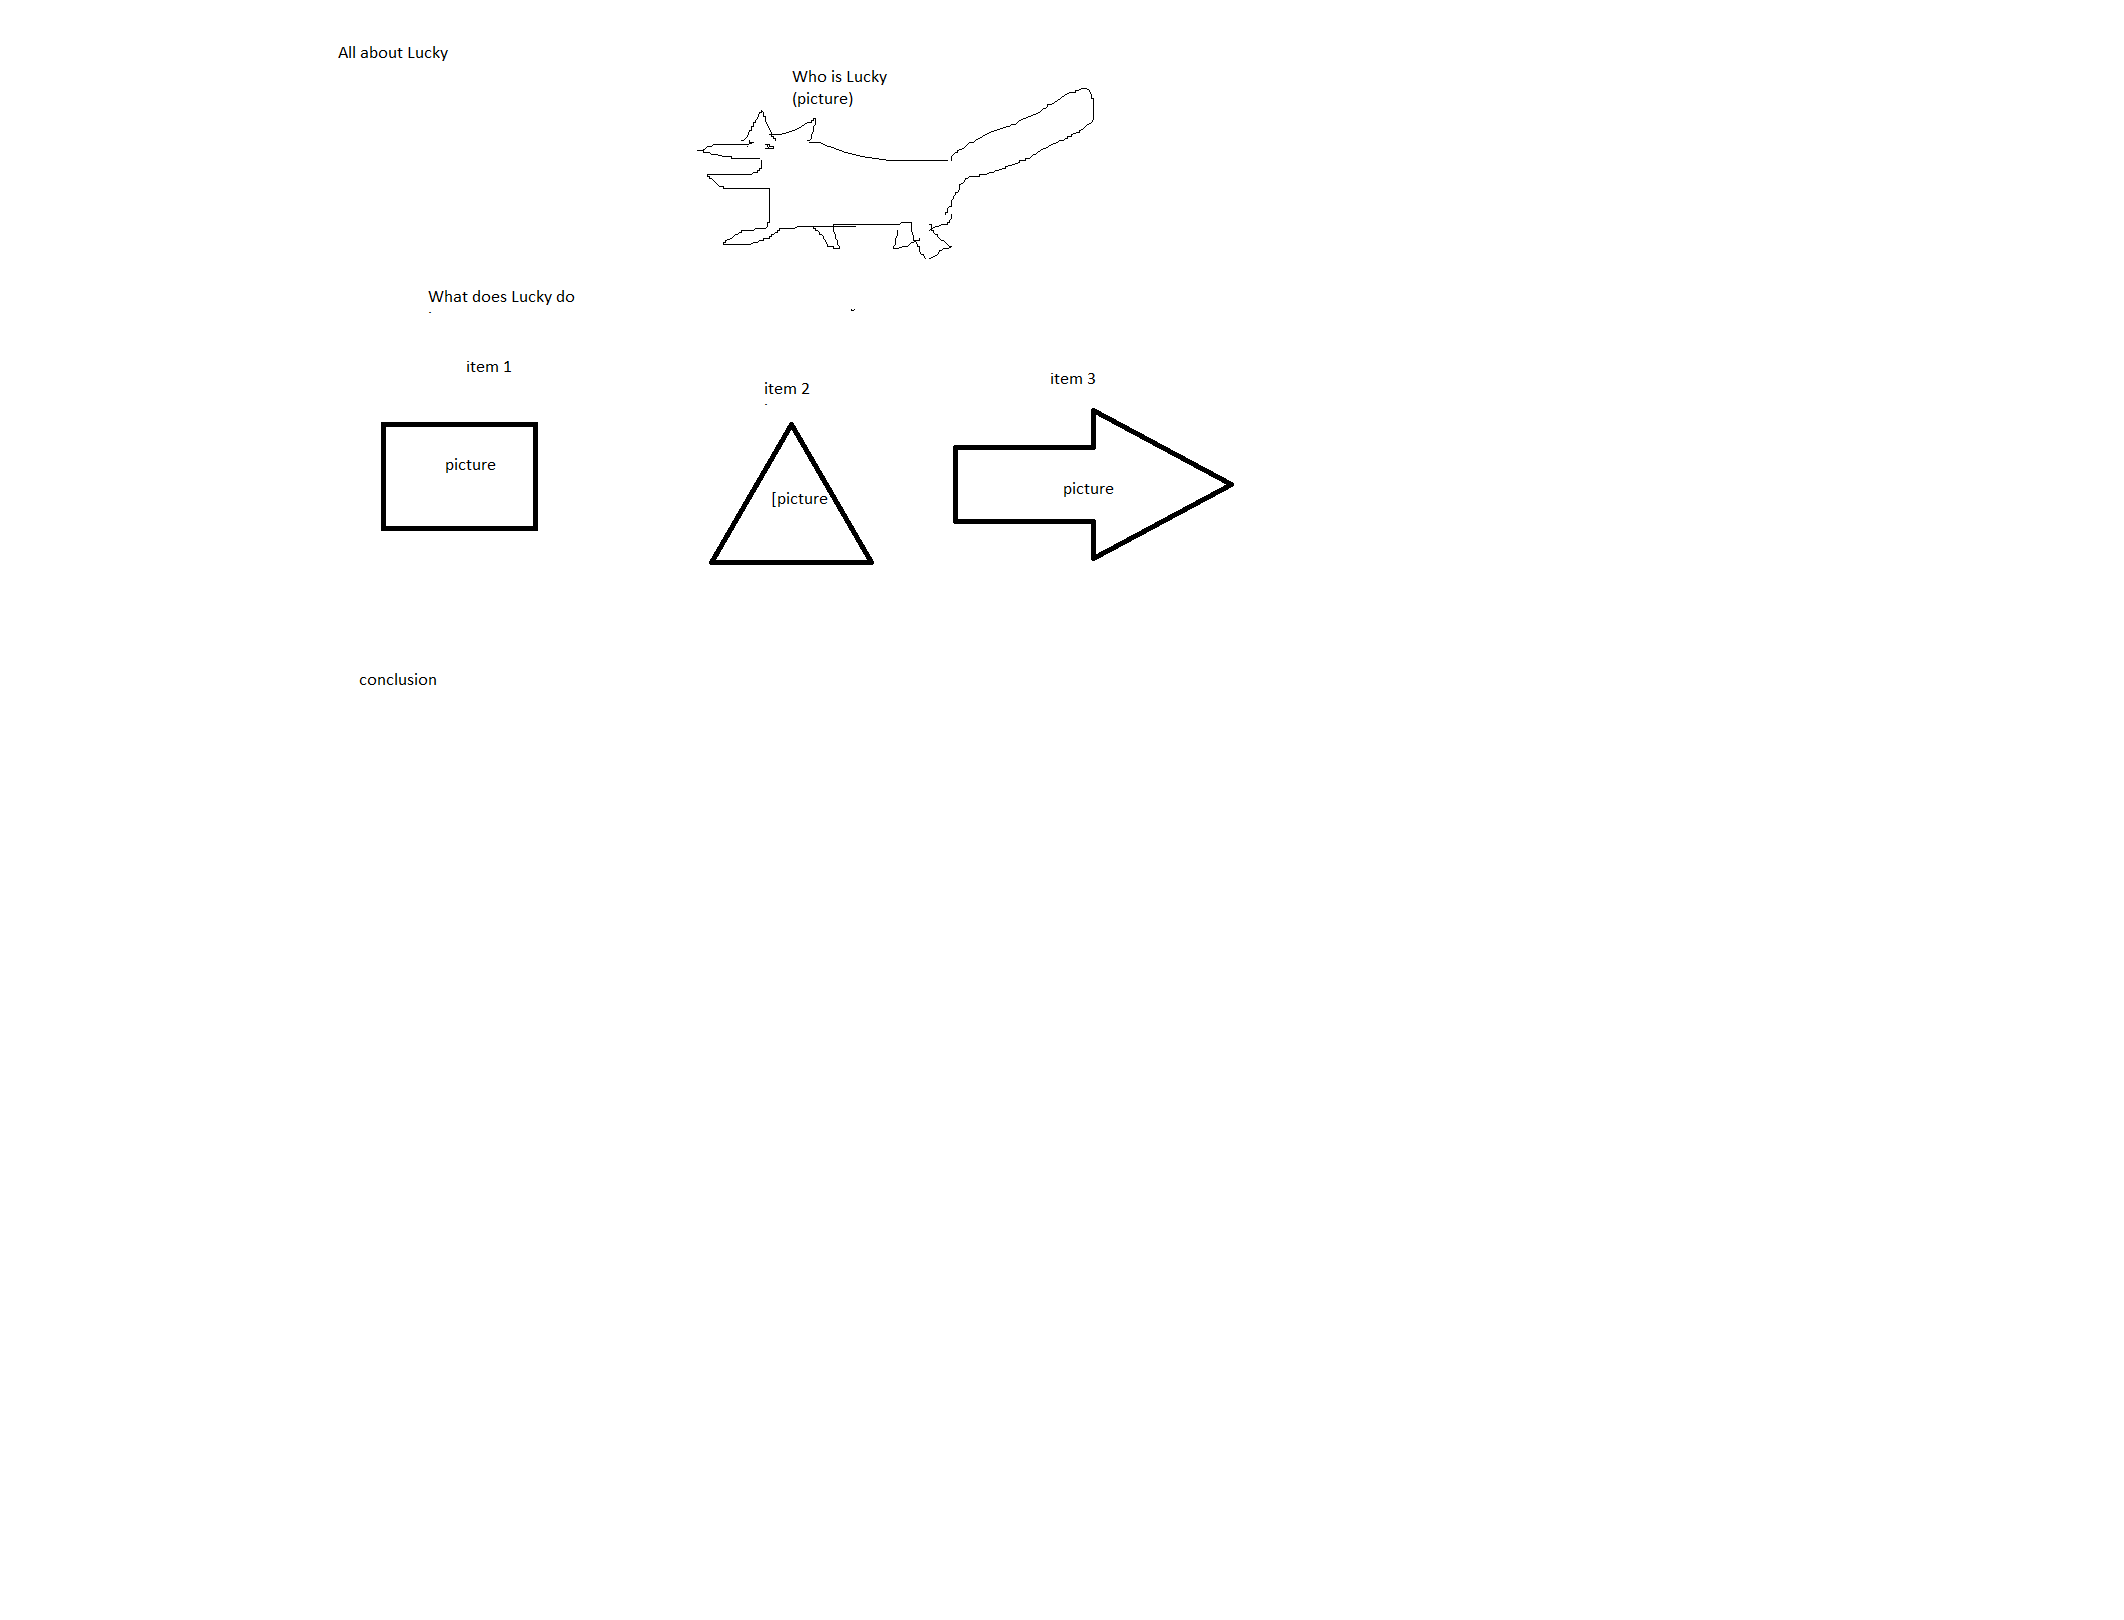 All about Lucky
Who is Lucky
(picture)
What does Lucky do
item 1
item 2
item 3
picture
[picture
picture
conclusion